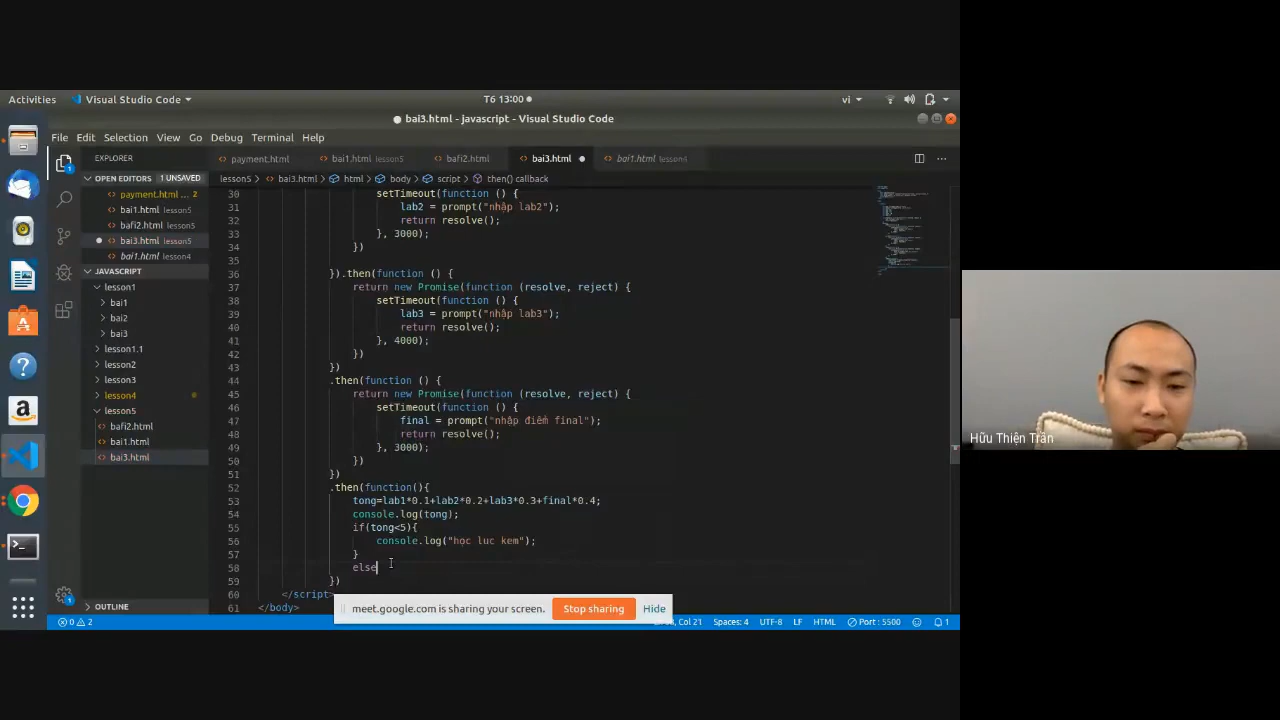 Activities
Visual Studio Code
T6 13:00
vi
bai3.html - Javascript - Visual Studio Code
File Edit Selection View Go Debug Terminal Help
EXPLORER
OPEN EDITORS 1 UNSAVED
payment.html ... 2
bai1.html lesson5
bafi2.html lesson5
bai3.html lesson5
bai1.html lesson4
JAVASCRIPT
lesson1
bai1
bai2
bai3
lesson1.1
lesson2
lesson3
lesson4
lesson5
bafi2.html
bai1.html
bai3.html
OUTLINE
payment.html
bai1.html lesson5
bafi2.html
bai3.html
bai1.html lesson4
lesson5 > bai3.html > html > body > script > then() callback
30 setTimeout(function () {
31 lab2 = prompt("nhập lab2");
32 return resolve();
33 }, 3000);
34 })
35
36 }).then(function () {
37 return new Promise(function (resolve, reject) {
38 setTimeout(function () {
39 lab3 = prompt("nhập lab3");
40 return resolve();
41 }, 4000);
42 })
43 })
44 .then(function () {
45 return new Promise(function (resolve, reject) {
46 setTimeout(function () {
47 final = prompt("nhập điểm final");
48 return resolve();
49 }, 3000);
50 })
51 })
52 .then(function(){
53 tong=lab1*0.1+lab2*0.2+lab3*0.3+final*0.4;
54 console.log(tong);
55 if(tong<5){
56 console.log("học luc kem");
57 }
58 else
59 })
60 </script>
61 </body>
meet.google.com is sharing your screen.
Stop sharing
Hide
0 2
Col 21 Spaces: 4 UTF-8 LF HTML Port : 5500 1
Hữu Thiện Trần